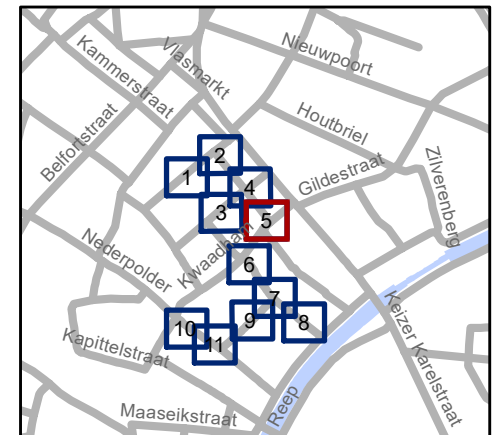 Vlasmarkt
Nieuwpoort
Kammerstraat
Belfortstraat
Houtbriel
Zilverenberg
Gildestraat
2
1
4
3
5
Kwaadham
Nederpolder
6
7
Keizer Karelstraat
10
9
8
11
Kapittelstraat
Maaseikstraat
Reep